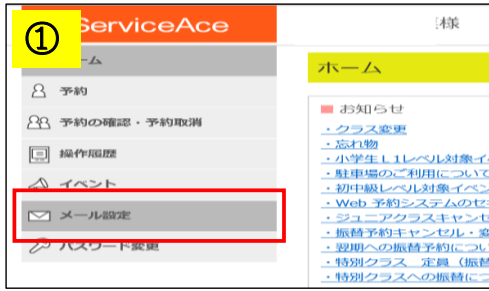 ①
ServiceAce
様
ーム
ホーム
予約
お知らせ
予約の確認・予約取消
・クラス変更
・忘れ物
操作履歴
・小学生L1レベル対象イ
・駐車場のご利用について
イベント
・初中級レベル対象イベン
・Web 予約システムのセ
メール設定
・ジュニアクラスキャンセ
・振替予約キャンセル・変
パスワード変更
・翌期への振替予約につい
・特別クラス 定員（振替
・特別クラスへの振替につ